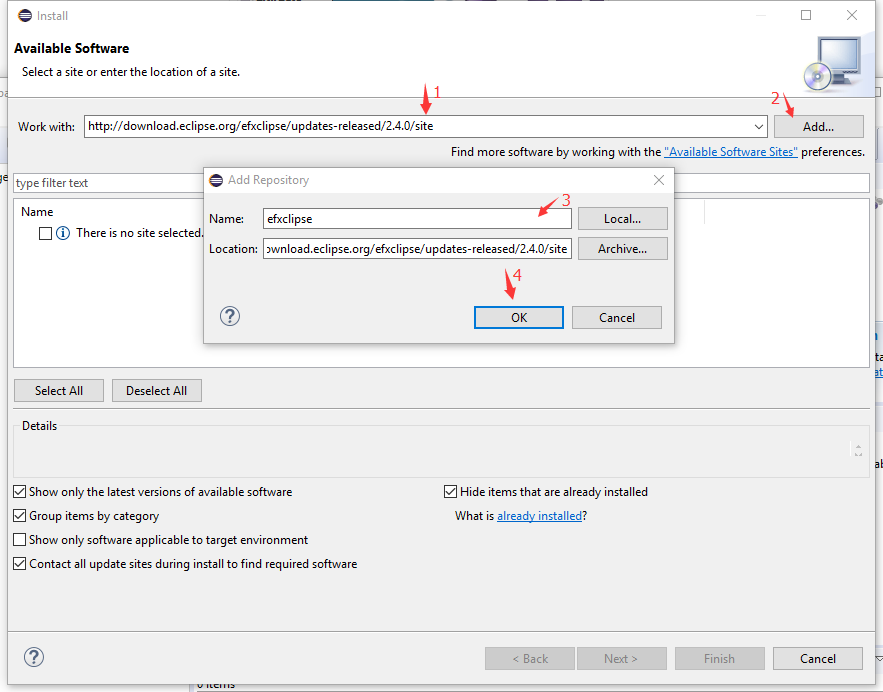 Install
Available Software
Select a site or enter the location of a site.
1
2
Work with: http://download.eclipse.org/efxclipse/updates-released/2.4.0/site Add...
Find more software by working with the "Available Software Sites" preferences.
type filter text
Name
There is no site selected.
Add Repository
3
Name: efxclipse Local...
Location: ownload.eclipse.org/efxclipse/updates-released/2.4.0/site Archive...
4
OK Cancel
Select All Deselect All
Details
Show only the latest versions of available software Hide items that are already installed
Group items by category What is already installed?
Show only software applicable to target environment
Contact all update sites during install to find required software
< Back Next > Finish Cancel
0 items